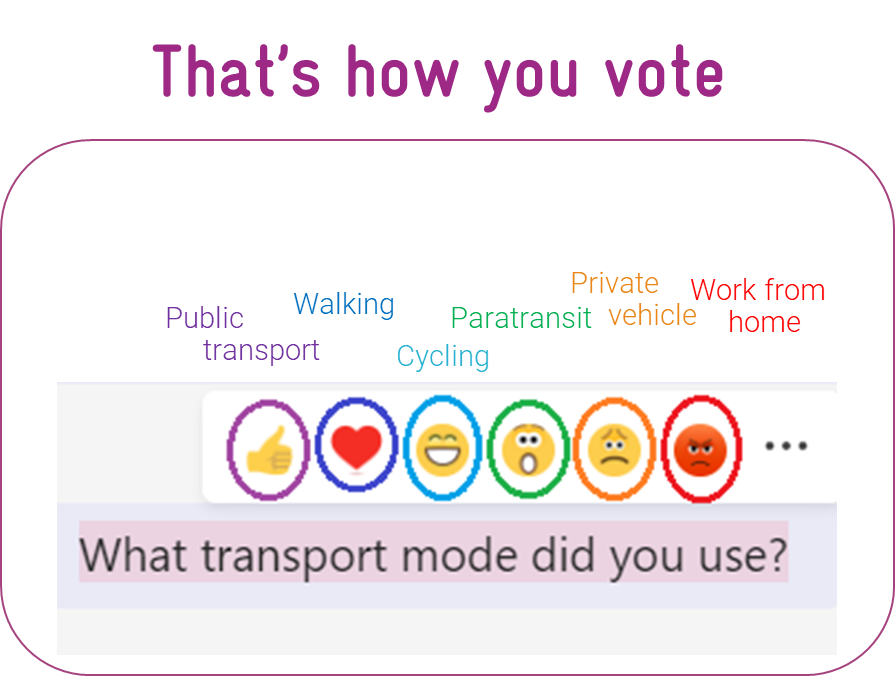 That's how you vote
Public
transport
Walking
Cycling
Paratransit
Private
vehicle
Work from
home
What transport mode did you use?